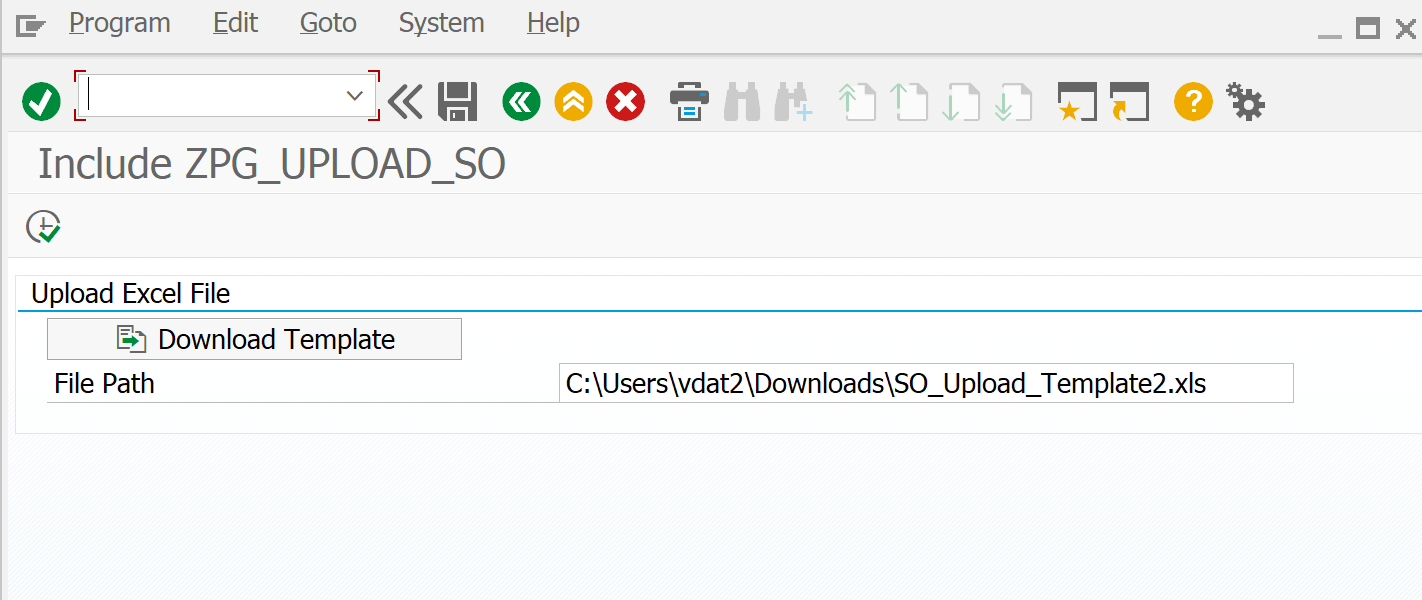 Program Edit Goto System Help
Include ZPG_UPLOAD_SO
Upload Excel File
Download Template
File Path C:\Users\vdat2\Downloads\SO_Upload_Template2.xls